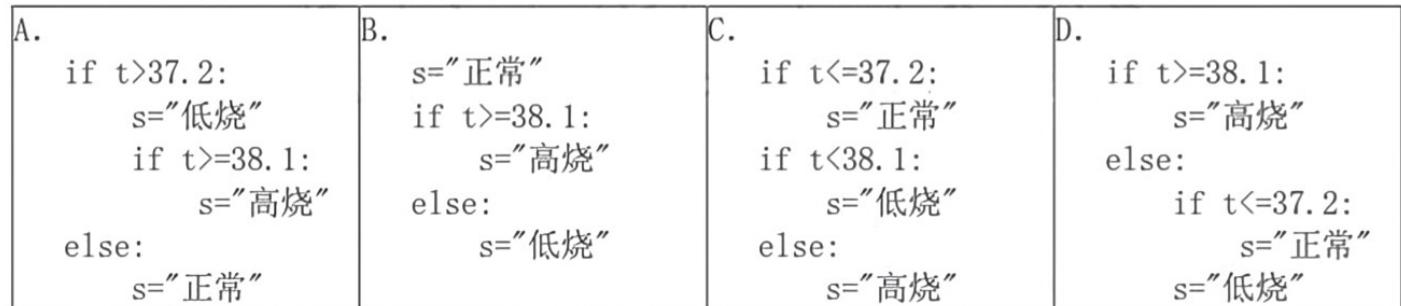 A.
if t>37.2:
s="低烧"
if t>=38.1:
s="高烧"
else:
s="正常"
B.
s="正常"
if t>=38.1:
s="高烧"
else:
s="低烧"
C.
if t<=37.2:
s="正常"
if t<38.1:
s="低烧"
else:
s="高烧"
D.
if t>=38.1:
s="高烧"
else:
if t<=37.2:
s="正常"
s="低烧"